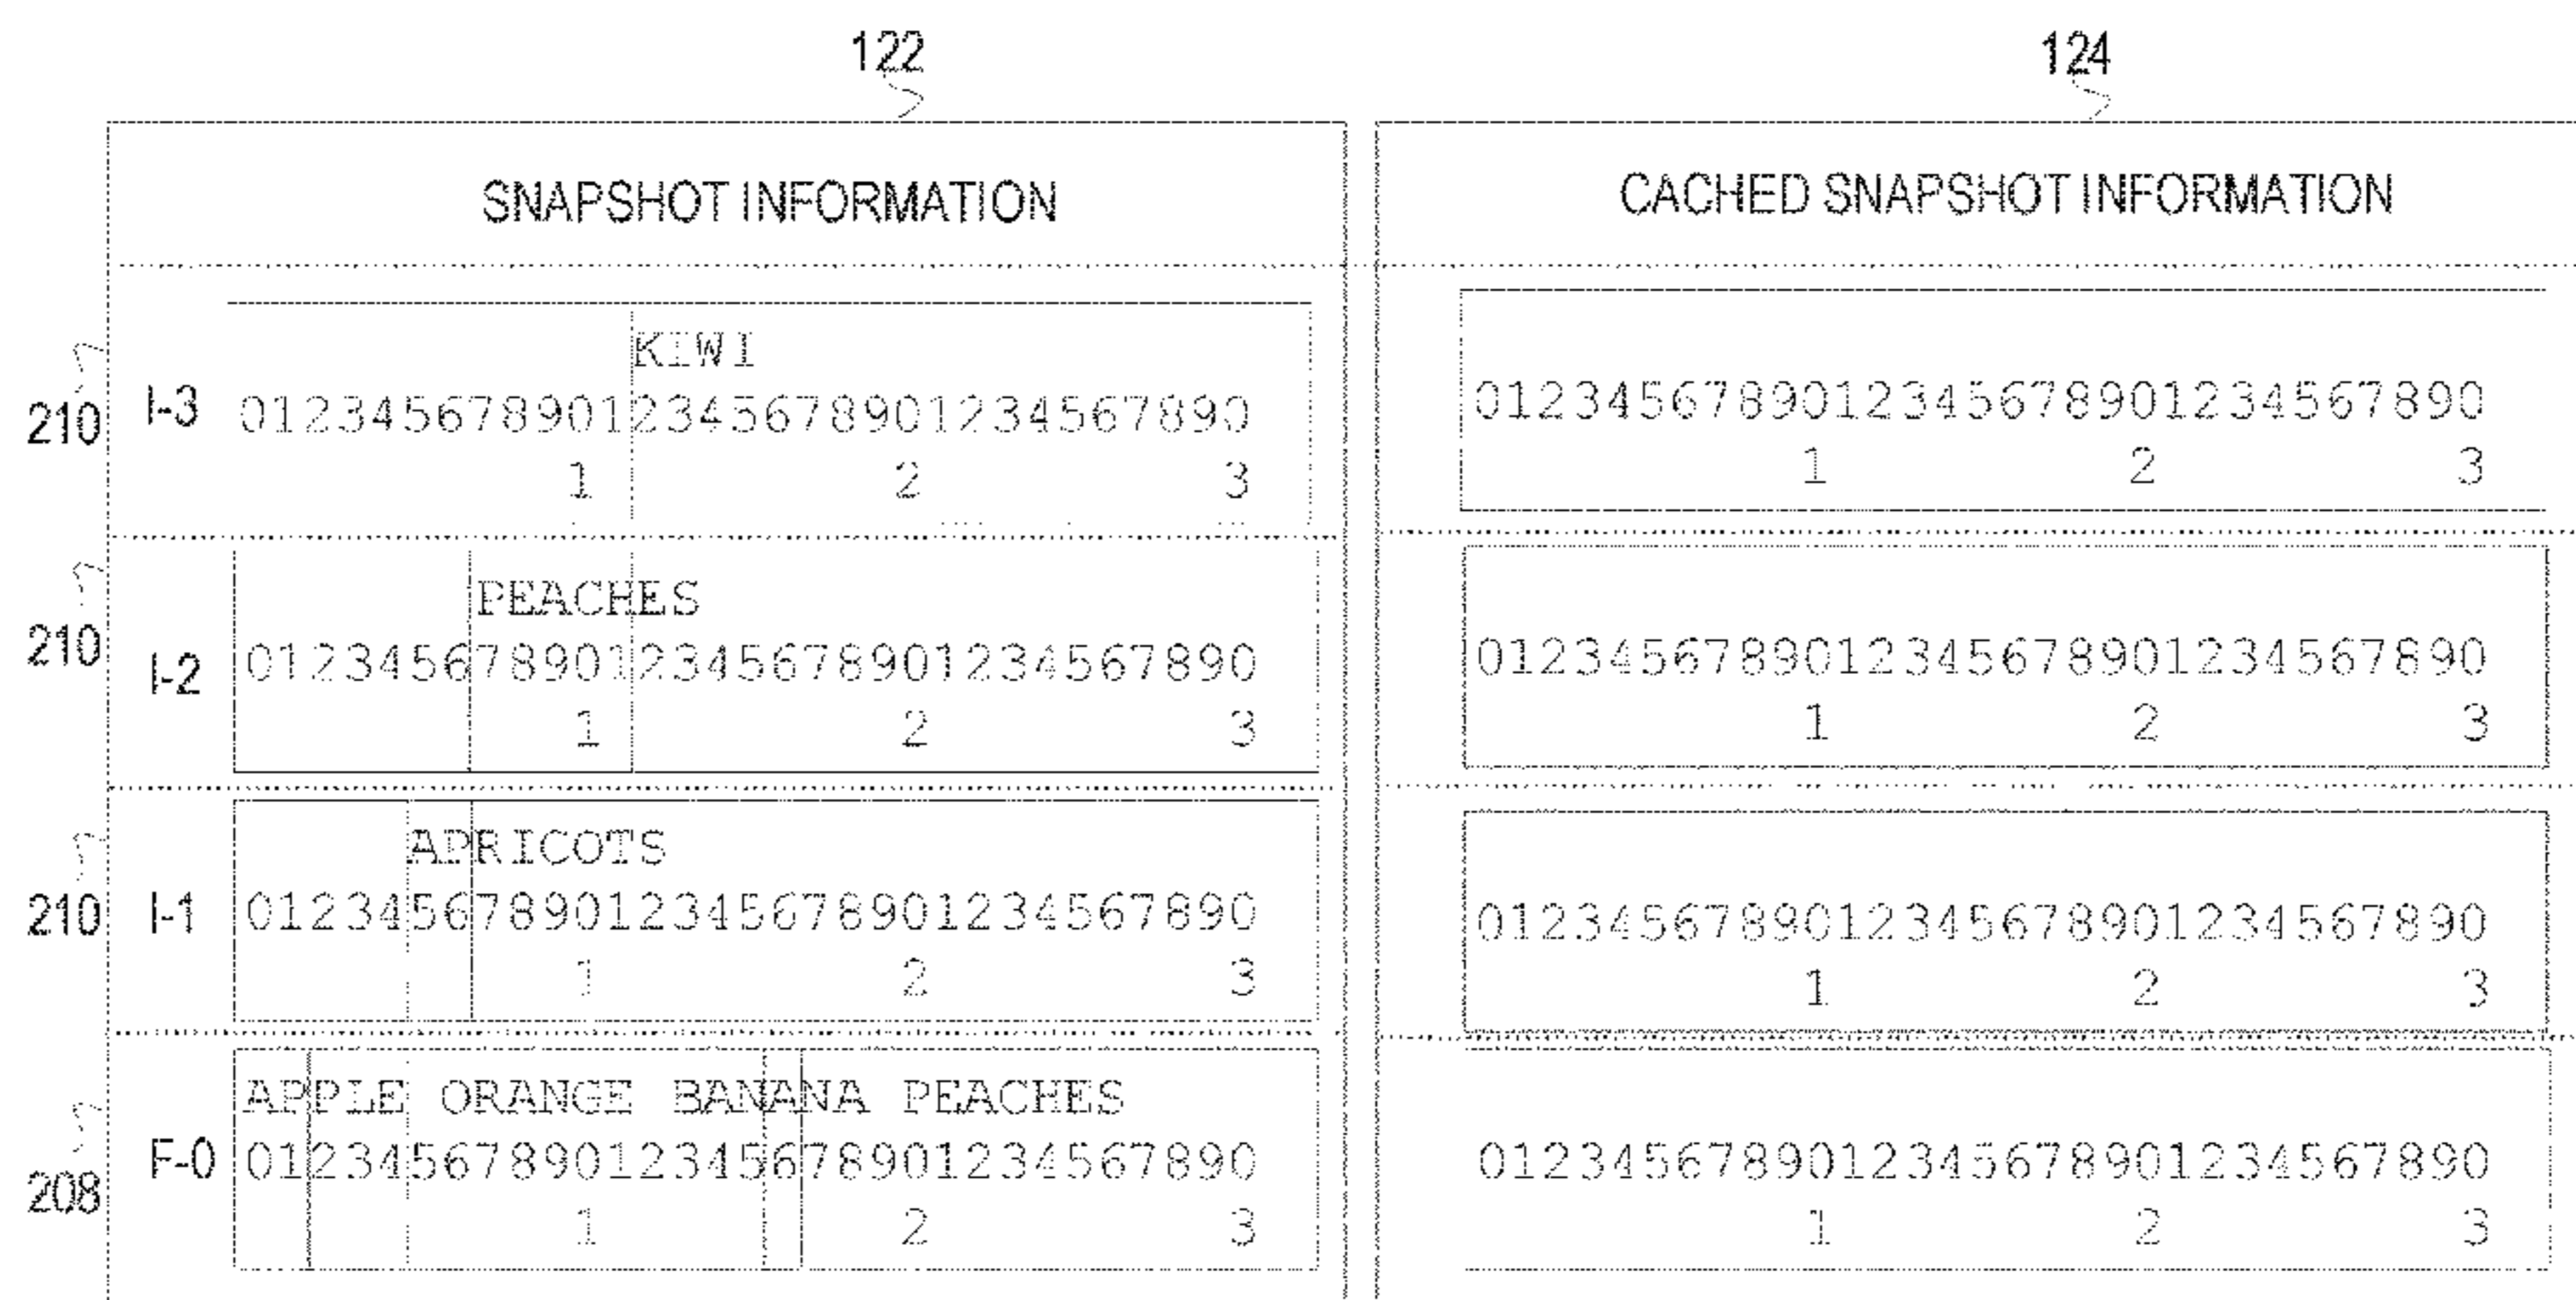 122 124
SNAPSHOT INFORMATION CACHED SNAPSHOT INFORMATION
KIWI
210 I-3 0123456789012345678901234567890 0123456789012345678901234567890
1 2 3 1 2 3
PEACHES
210 I-2 0123456789012345678901234567890 0123456789012345678901234567890
1 2 3 1 2 3
APRICOTS
210 I-1 0123456789012345678901234567890 0123456789012345678901234567890
1 2 3 1 2 3
APPLE ORANGE BANANA PEACHES
208 F-0 0123456789012345678901234567890 0123456789012345678901234567890
1 2 3 1 2 3